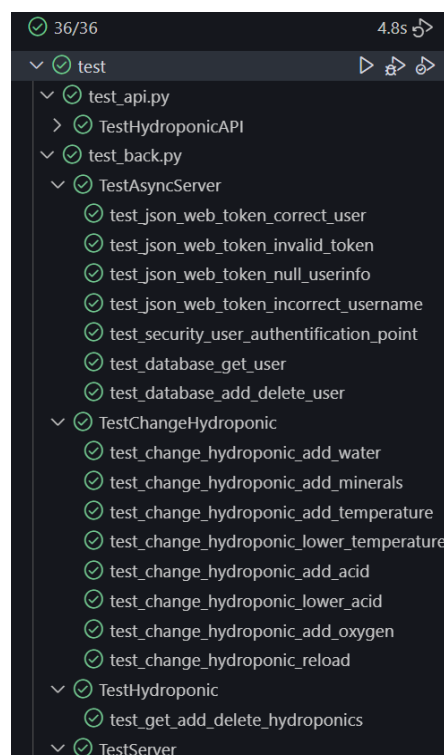 36/36 4.8s
test
test_api.py
TestHydroponicAPI
test_back.py
TestAsyncServer
test_json_web_token_correct_user
test_json_web_token_invalid_token
test_json_web_token_null_userinfo
test_json_web_token_incorrect_username
test_security_user_authentification_point
test_database_get_user
test_database_add_delete_user
TestChangeHydroponic
test_change_hydroponic_add_water
test_change_hydroponic_add_minerals
test_change_hydroponic_add_temperature
test_change_hydroponic_lower_temperature
test_change_hydroponic_add_acid
test_change_hydroponic_lower_acid
test_change_hydroponic_add_oxygen
test_change_hydroponic_reload
TestHydroponic
test_get_add_delete_hydroponics
TestServer